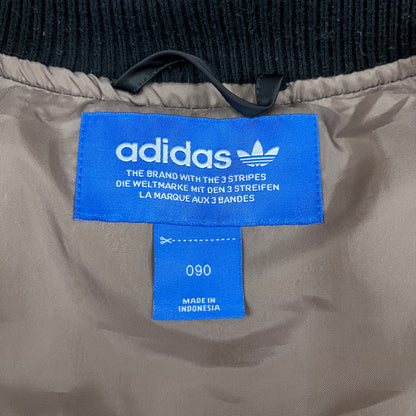 adidas
THE BRAND WITH THE 3 STRIPES
DIE WELTMARKE MIT DEN 3 STREIFEN
LA MARQUE AUX 3 BANDES
090
MADE IN
INDONESIA